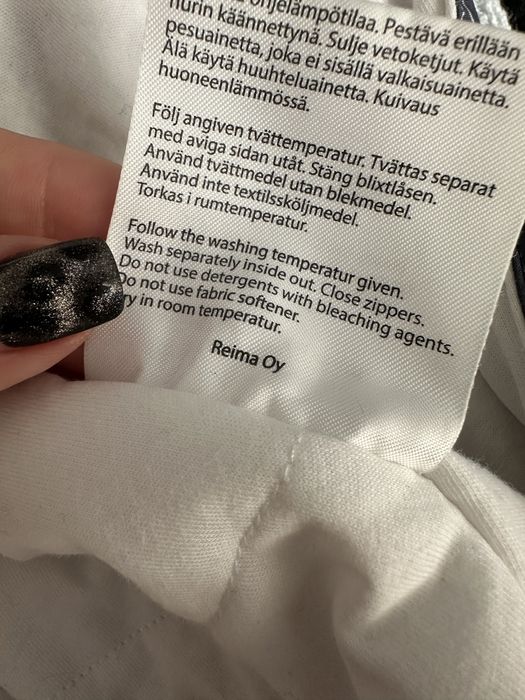 ohjelämpötilaa. Pestävä erillään
nurin käännettynä. Sulje vetoketjut. Käytä
pesuainetta, joka ei sisällä valkaisuainetta.
Älä käytä huuhteluainetta. Kuivaus
huoneenlämmössä.
Följ angiven tvättemperatur. Tvättas separat
med aviga sidan utåt. Stäng blixtlåsen.
Använd tvättmedel utan blekmedel.
Använd inte textilssköljmedel.
Torkas i rumtemperatur.
Follow the washing temperatur given.
Wash separately inside out. Close zippers.
Do not use detergents with bleaching agents.
Do not use fabric softener.
ry in room temperatur.
Reima Oy